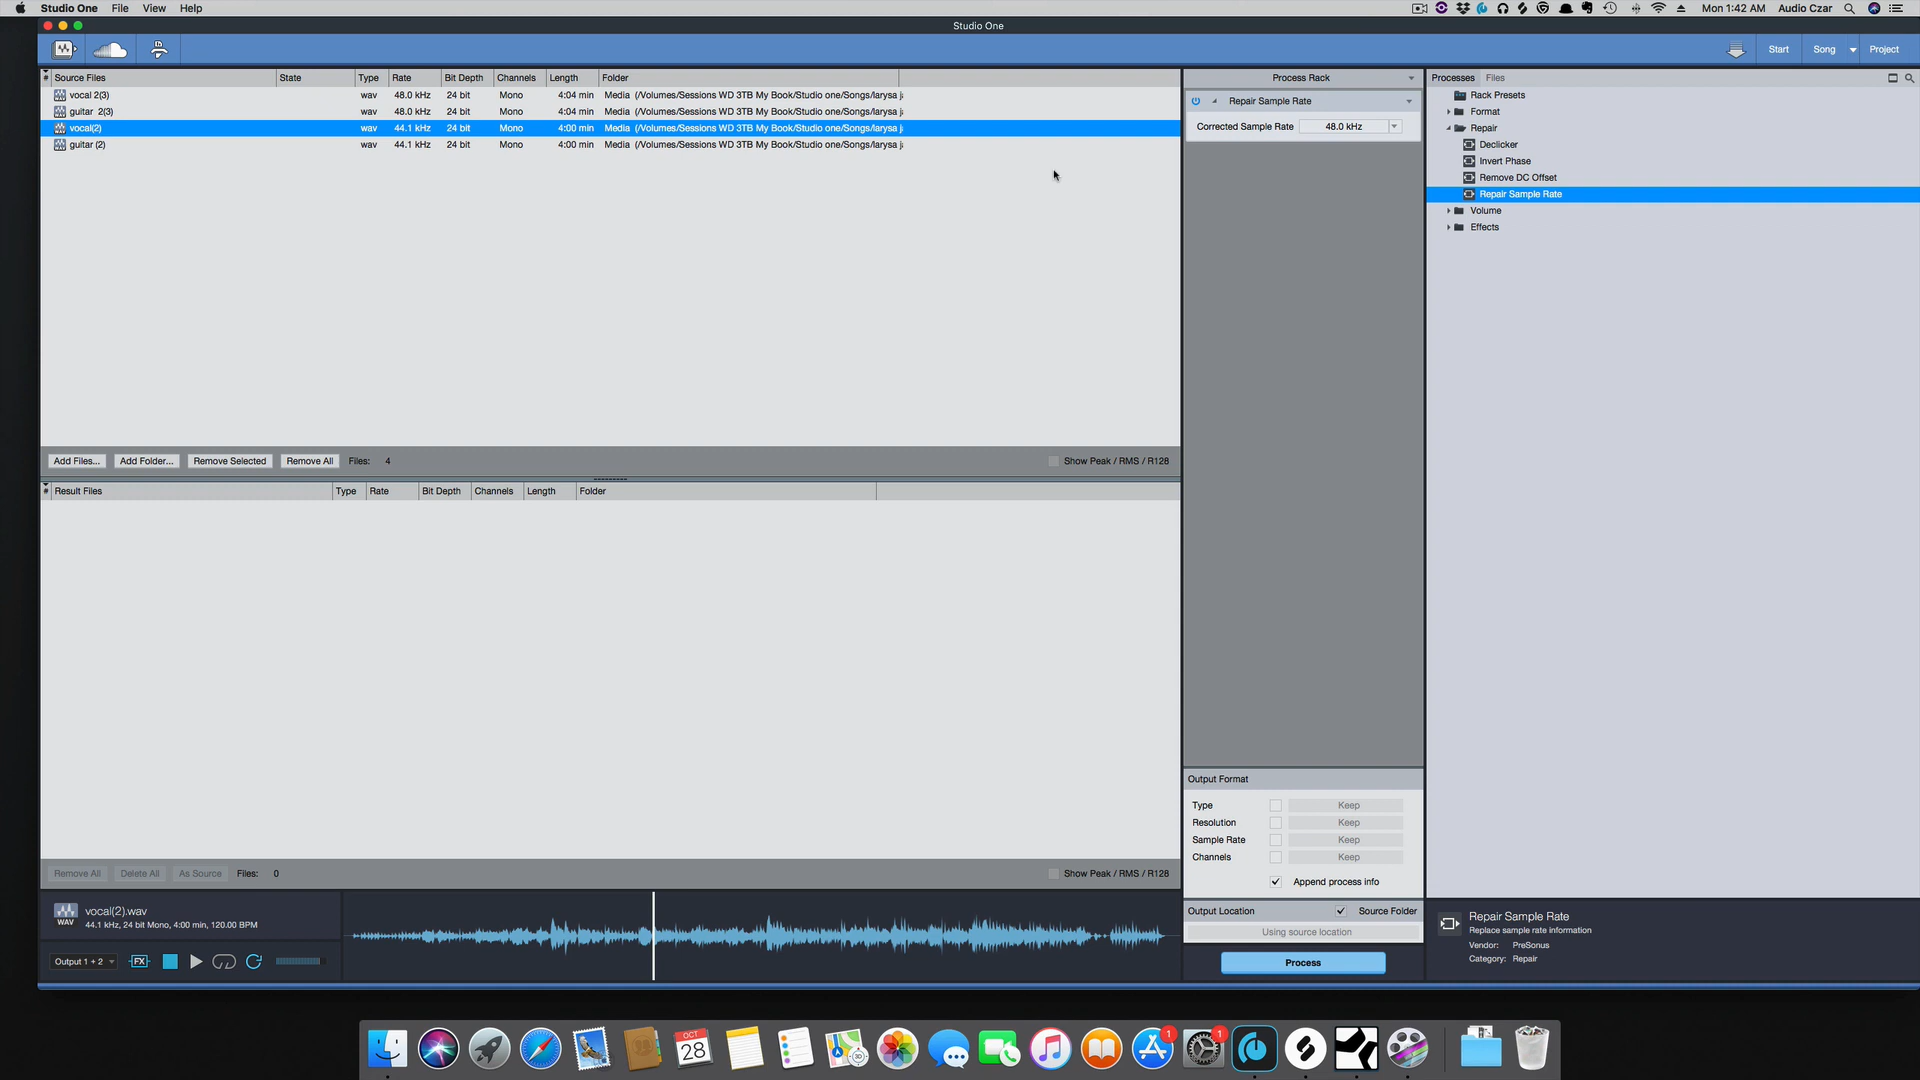 Studio One File View Help Mon 1:42 AM Audio Czar
Studio One
Start Song Project
# Source Files State Type Rate Bit Depth Channels Length Folder
vocal 2(3) wav 48.0 kHz 24 bit Mono 4:04 min Media (/Volumes/Sessions WD 3TB My Book/Studio one/Songs/larysa j
guitar 2(3) wav 48.0 kHz 24 bit Mono 4:04 min Media (/Volumes/Sessions WD 3TB My Book/Studio one/Songs/larysa j
vocal(2) wav 44.1 kHz 24 bit Mono 4:00 min Media (/Volumes/Sessions WD 3TB My Book/Studio one/Songs/larysa j
guitar (2) wav 44.1 kHz 24 bit Mono 4:00 min Media (/Volumes/Sessions WD 3TB My Book/Studio one/Songs/larysa j
Add Files... Add Folder... Remove Selected Remove All Files: 4 Show Peak / RMS / R128
# Result Files Type Rate Bit Depth Channels Length Folder
Remove All Delete All As Source Files: 0 Show Peak / RMS / R128
WAV
vocal(2).wav
44.1 kHz, 24 bit Mono, 4:00 min, 120.00 BPM
Output 1 + 2 FX
Process Rack
Repair Sample Rate
Corrected Sample Rate 48.0 kHz
Output Format
Type Keep
Resolution Keep
Sample Rate Keep
Channels Keep
Append process info
Output Location Source Folder
Using source location
Process
Processes Files
Rack Presets
Format
Repair
Declicker
Invert Phase
Remove DC Offset
Repair Sample Rate
Volume
Effects
Repair Sample Rate
Replace sample rate information
Vendor: PreSonus
Category: Repair
OCT
28
3D
1
1